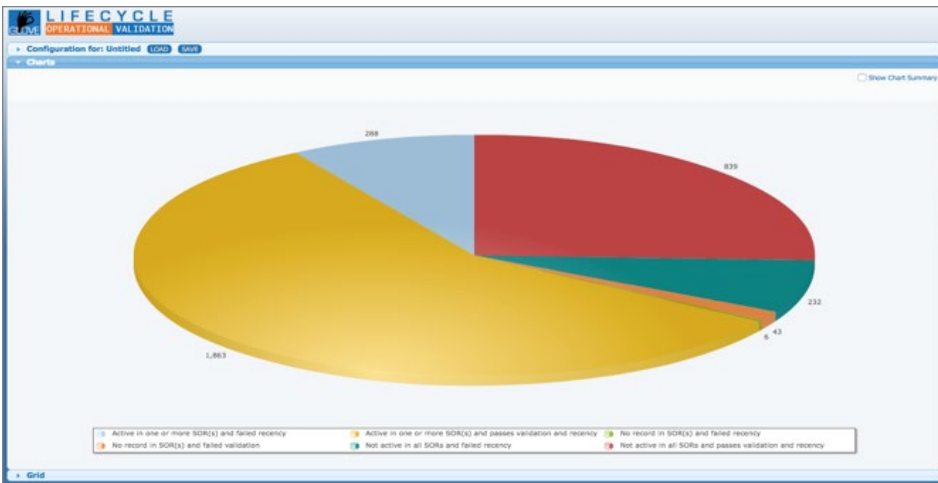 GLOVE
LIFECYCLE
OPERATIONAL VALIDATION
Configuration for: Untitled LOAD SAVE
Charts
Show Chart Summary
288
839
232
43
6
1,863
Active in one or more SOR(s) and failed recency Active in one or more SOR(s) and passes validation and recency No record in SOR(s) and failed recency
No record in SOR(s) and failed validation Not active in all SORs and failed recency Not active in all SORs and passes validation and recency
Grid